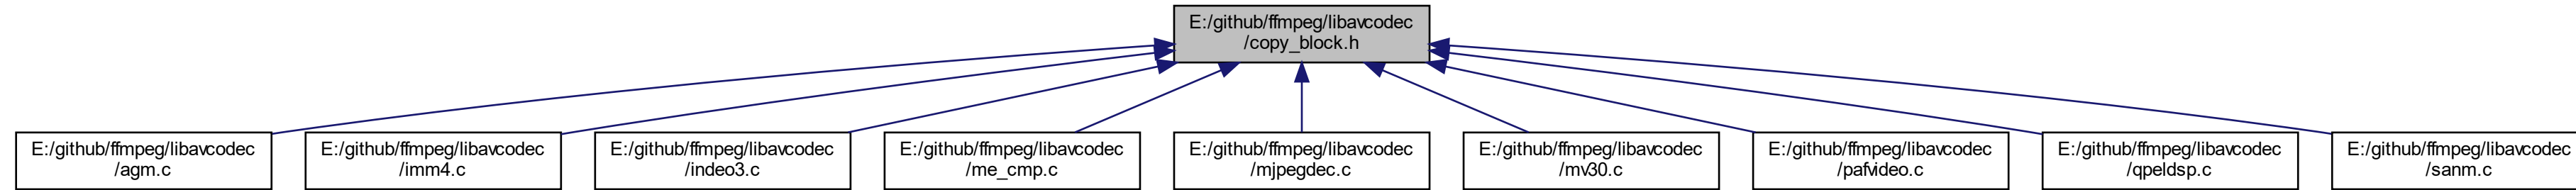 E:/github/ffmpeg/libavcodec
/copy_block.h
E:/github/ffmpeg/libavcodec
/agm.c
E:/github/ffmpeg/libavcodec
/imm4.c
E:/github/ffmpeg/libavcodec
/indeo3.c
E:/github/ffmpeg/libavcodec
/me_cmp.c
E:/github/ffmpeg/libavcodec
/mjpegdec.c
E:/github/ffmpeg/libavcodec
/mv30.c
E:/github/ffmpeg/libavcodec
/pafvideo.c
E:/github/ffmpeg/libavcodec
/qpeldsp.c
E:/github/ffmpeg/libavcodec
/sanm.c